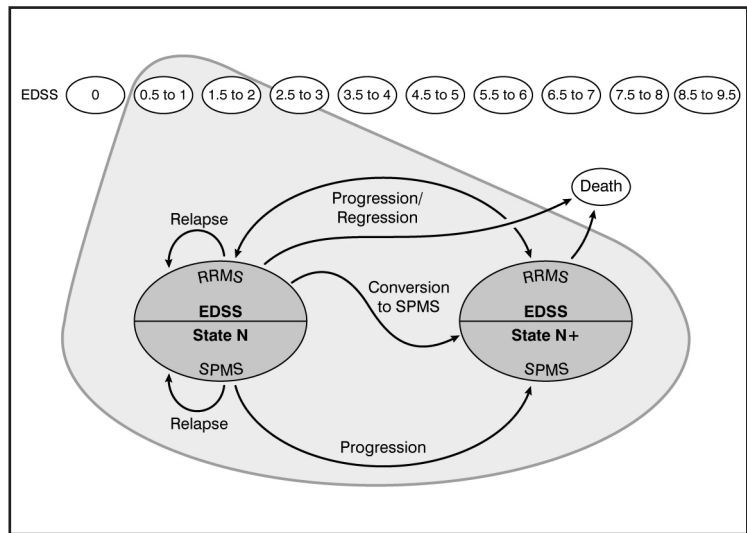 EDSS 0 0.5 to 1 1.5 to 2 2.5 to 3 3.5 to 4 4.5 to 5 5.5 to 6 6.5 to 7 7.5 to 8 8.5 to 9.5
Death
Progression/
Regression
Relapse
RRMS
EDSS
State N
SPMS
Relapse
Conversion
to SPMS
RRMS
EDSS
State N+
SPMS
Progression